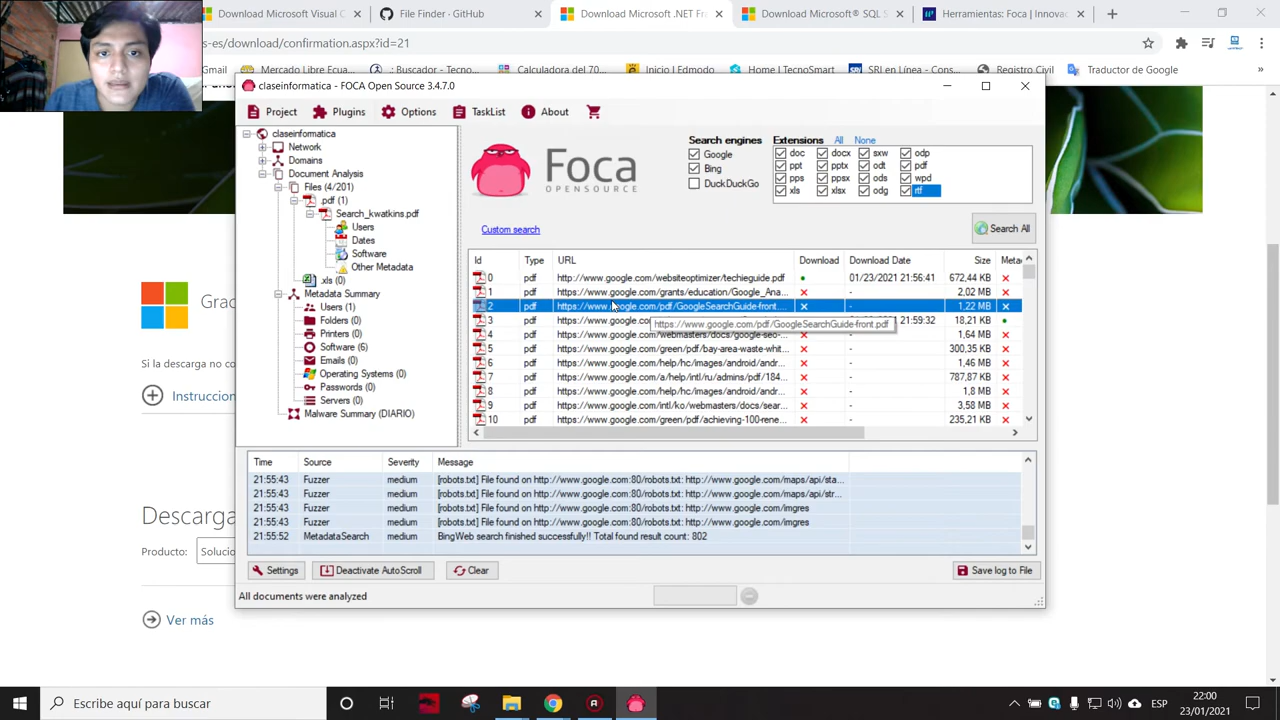 Download Microsoft Visual C
File Finder · GitHub
Download Microsoft .NET Fr
Download Microsoft® SQL
Herramienta Foca | Innovac
s-es/download/confirmation.aspx?id=21
Gmail
Mercado Libre Ecua...
.: Buscador - Tecno...
Calculadora del 70...
Inicio | Edmodo
Home | TecnoSmart
SRI en Línea - Cons...
Registro Civil
Traductor de Google
claseinformatica - FOCA Open Source 3.4.7.0
Project
Plugins
Options
TaskList
About
claseinformatica
Network
Domains
Document Analysis
Files (4/201)
.pdf (1)
Search_kwatkins.pdf
Users
Dates
Software
Other Metadata
.xls (0)
Metadata Summary
Users (1)
Folders (0)
Printers (0)
Software (6)
Emails (0)
Operating Systems (0)
Passwords (0)
Servers (0)
Malware Summary (DIARIO)
Foca
OPENSOURCE
Search engines
Google
Bing
DuckDuckGo
Extensions All None
doc docx sxw odp
ppt pptx odt pdf
pps ppsx ods wpd
xls xlsx odg rtf
Custom search
Search All
Id Type URL Download Download Date Size Meta
0 pdf http://www.google.com/websiteoptimizer/techieguide.pdf 01/23/2021 21:56:41 672,44 KB
1 pdf https://www.google.com/grants/education/Google_Ana... - 2,02 MB
2 pdf https://www.google.com/pdf/GoogleSearchGuide-front.... - 1,22 MB
3 pdf https://www.google.co 21:59:32 18,21 KB
https://www.google.com/pdf/GoogleSearchGuide-front.pdf
4 pdf https://www.google.com/webmasters/docs/google-seo-... - 1,64 MB
5 pdf https://www.google.com/green/pdf/bay-area-waste-whit... - 300,35 KB
6 pdf https://www.google.com/help/hc/images/android/andr... - 1,46 MB
7 pdf https://www.google.com/a/help/intl/ru/admins/pdf/184... - 787,87 KB
8 pdf https://www.google.com/help/hc/images/android/andr... - 1,8 MB
9 pdf https://www.google.com/intl/ko/webmasters/docs/sear... - 3,58 MB
10 pdf https://www.google.com/green/pdf/achieving-100-rene... - 235,21 KB
Time Source Severity Message
21:55:43 Fuzzer medium [robots.txt] File found on http://www.google.com:80/robots.txt: http://www.google.com/maps/api/sta...
21:55:43 Fuzzer medium [robots.txt] File found on http://www.google.com:80/robots.txt: http://www.google.com/maps/api/str...
21:55:43 Fuzzer medium [robots.txt] File found on http://www.google.com:80/robots.txt: http://www.google.com/imgres
21:55:43 Fuzzer medium [robots.txt] File found on http://www.google.com:80/robots.txt: http://www.google.com/imgres
21:55:52 MetadataSearch medium BingWeb search finished successfully!! Total found result count: 802
Settings
Deactivate AutoScroll
Clear
Save log to File
All documents were analyzed
Grac
Si la descarga no co
Instruccion
Descarga
Producto:
Solucio
Ver más
Escribe aquí para buscar
ESP
22:00
23/01/2021